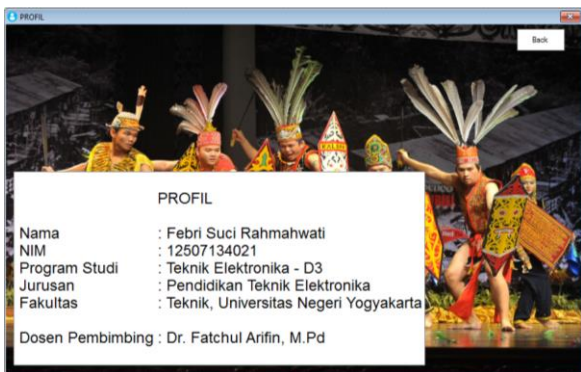 PROFIL
Back
PROFIL
Nama : Febri Suci Rahmahwati
NIM : 12507134021
Program Studi : Teknik Elektronika - D3
Jurusan : Pendidikan Teknik Elektronika
Fakultas : Teknik, Universitas Negeri Yogyakarta
Dosen Pembimbing : Dr. Fatchul Arifin, M.Pd